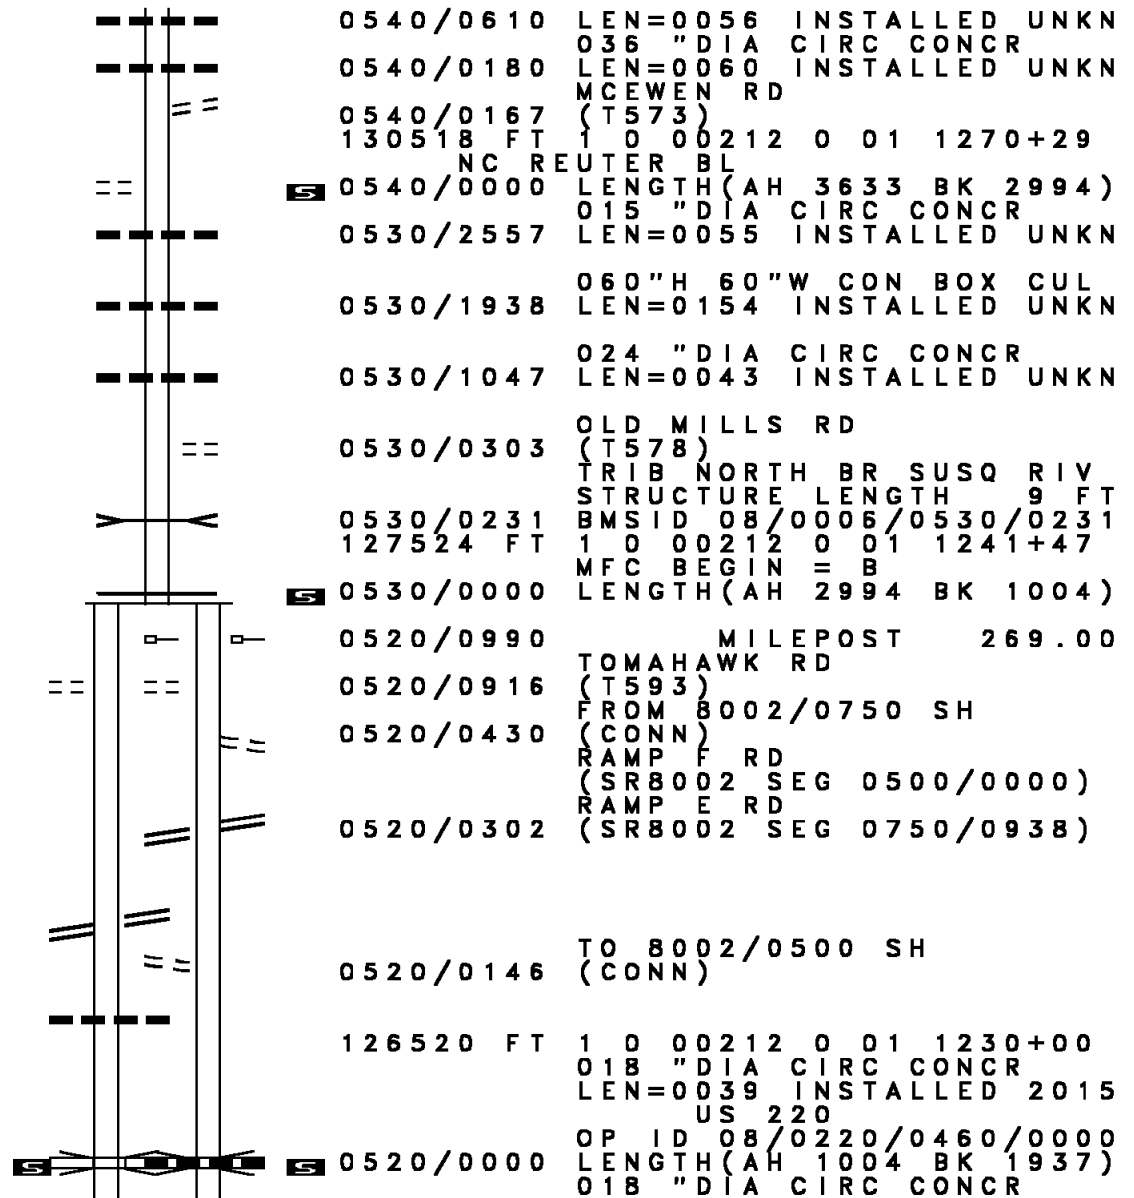 0540/0610 LEN=0056 INSTALLED UNKN
036 "DIA CIRC CONCR
0540/0180 LEN=0060 INSTALLED UNKN
MCEWEN RD
0540/0167 (T573)
130518 FT 1 0 00212 0 01 1270+29
NC REUTER BL
S 0540/0000 LENGTH(AH 3633 BK 2994)
015 "DIA CIRC CONCR
0530/2557 LEN=0055 INSTALLED UNKN
060"H 60"W CON BOX CUL
0530/1938 LEN=0154 INSTALLED UNKN
024 "DIA CIRC CONCR
0530/1047 LEN=0043 INSTALLED UNKN
OLD MILLS RD
0530/0303 (T578)
TRIB NORTH BR SUSQ RIV
STRUCTURE LENGTH 9 FT
0530/0231 BMSID 08/0006/0530/0231
127524 FT 1 0 00212 0 01 1241+47
MFC BEGIN = B
S 0530/0000 LENGTH(AH 2994 BK 1004)
0520/0990 MILEPOST 269.00
TOMAHAWK RD
0520/0916 (T593)
FROM 8002/0750 SH
0520/0430 (CONN)
RAMP F RD
(SR8002 SEG 0500/0000)
RAMP E RD
0520/0302 (SR8002 SEG 0750/0938)
TO 8002/0500 SH
0520/0146 (CONN)
126520 FT 1 0 00212 0 01 1230+00
018 "DIA CIRC CONCR
LEN=0039 INSTALLED 2015
US 220
OP ID 08/0220/0460/0000
S S 0520/0000 LENGTH(AH 1004 BK 1937)
018 "DIA CIRC CONCR